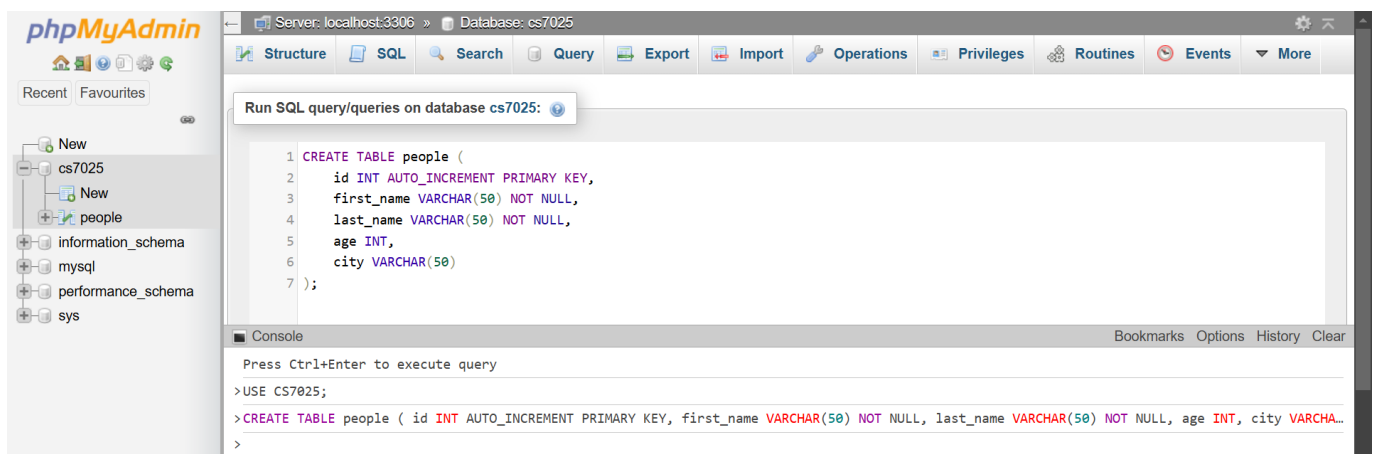 phpMyAdmin
Recent Favourites
New
cs7025
New
people
information_schema
mysql
performance_schema
sys
← Server: localhost:3306 » Database: cs7025
Structure SQL Search Query Export Import Operations Privileges Routines Events More
Run SQL query/queries on database cs7025:
1 CREATE TABLE people (
2 id INT AUTO_INCREMENT PRIMARY KEY,
3 first_name VARCHAR(50) NOT NULL,
4 last_name VARCHAR(50) NOT NULL,
5 age INT,
6 city VARCHAR(50)
7 );
Console Bookmarks Options History Clear
Press Ctrl+Enter to execute query
>USE CS7025;
>CREATE TABLE people ( id INT AUTO_INCREMENT PRIMARY KEY, first_name VARCHAR(50) NOT NULL, last_name VARCHAR(50) NOT NULL, age INT, city VARCHA…
>